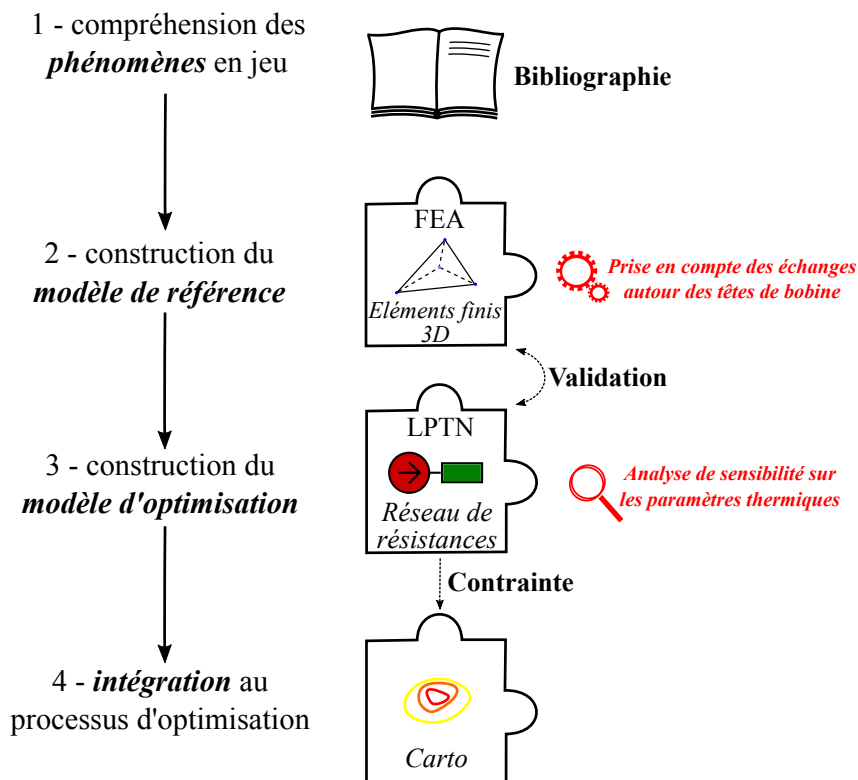 1 - compréhension des
phénomènes en jeu
Bibliographie
2 - construction du
modèle de référence
FEA
Eléments finis
3D
Prise en compte des échanges
autour des têtes de bobine
Validation
3 - construction du
modèle d'optimisation
LPTN
Réseau de
résistances
Analyse de sensibilité sur
les paramètres thermiques
Contrainte
4 - intégration au
processus d'optimisation
Carto